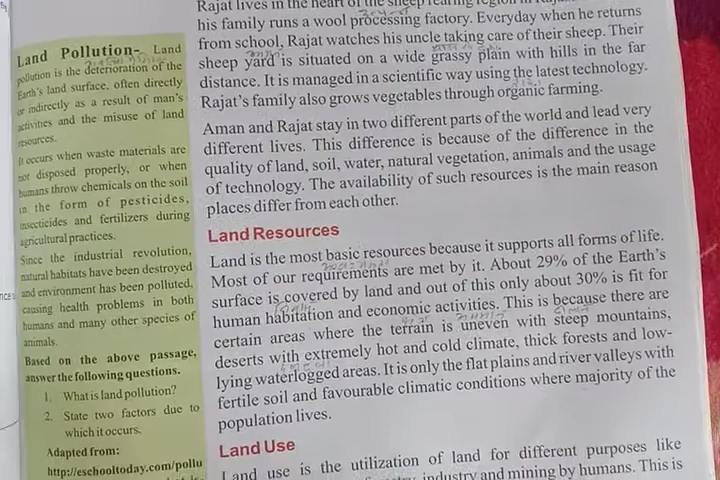 Land Pollution- Land
pollution is the deterioration of the
Earth's land surface, often directly
or indirectly as a result of man's
activities and the misuse of land
resources.
It occurs when waste materials are
not disposed properly, or when
humans throw chemicals on the soil
in the form of pesticides,
insecticides and fertilizers during
agricultural practices.
Since the industrial revolution,
natural habitats have been destroyed
and environment has been polluted,
causing health problems in both
humans and many other species of
animals.
Based on the above passage,
answer the following questions.
1. What is land pollution?
2. State two factors due to
which it occurs.
Adapted from:
http://eschooltoday.com/pollu
Rajat lives in the heart of the sheep rearing region in
his family runs a wool processing factory. Everyday when he returns
from school, Rajat watches his uncle taking care of their sheep. Their
sheep yard is situated on a wide grassy plain with hills in the far
distance. It is managed in a scientific way using the latest technology.
Rajat's family also grows vegetables through organic farming.
Aman and Rajat stay in two different parts of the world and lead very
different lives. This difference is because of the difference in the
quality of land, soil, water, natural vegetation, animals and the usage
of technology. The availability of such resources is the main reason
places differ from each other.
Land Resources
Land is the most basic resources because it supports all forms of life.
Most of our requirements are met by it. About 29% of the Earth's
surface is covered by land and out of this only about 30% is fit for
human habitation and economic activities. This is because there are
certain areas where the terrain is uneven with steep mountains,
deserts with extremely hot and cold climate, thick forests and low-
lying waterlogged areas. It is only the flat plains and river valleys with
fertile soil and favourable climatic conditions where majority of the
population lives.
Land Use
Land use is the utilization of land for different purposes like
industry and mining by humans. This is